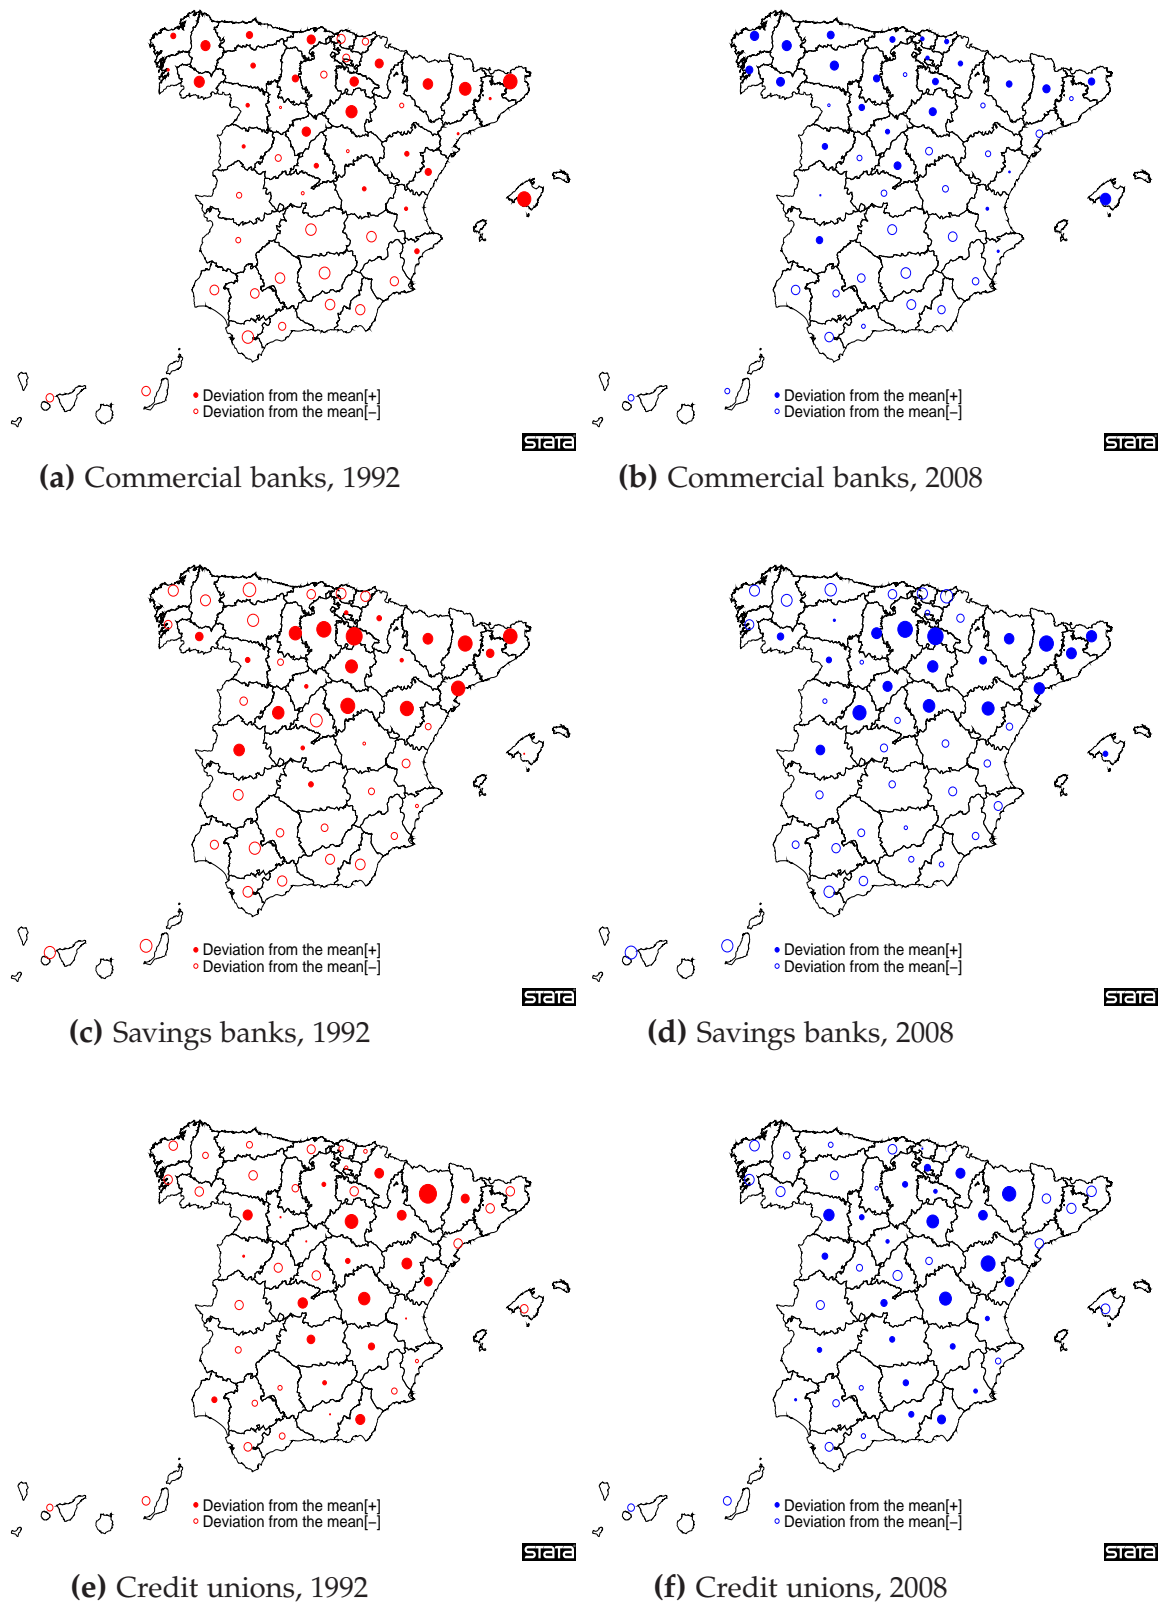 Deviation from the mean[+]
Deviation from the mean[−]
STATA
(a) Commercial banks, 1992
Deviation from the mean[+]
Deviation from the mean[−]
STATA
(b) Commercial banks, 2008
Deviation from the mean[+]
Deviation from the mean[−]
STATA
(c) Savings banks, 1992
Deviation from the mean[+]
Deviation from the mean[−]
STATA
(d) Savings banks, 2008
Deviation from the mean[+]
Deviation from the mean[−]
STATA
(e) Credit unions, 1992
Deviation from the mean[+]
Deviation from the mean[−]
STATA
(f) Credit unions, 2008